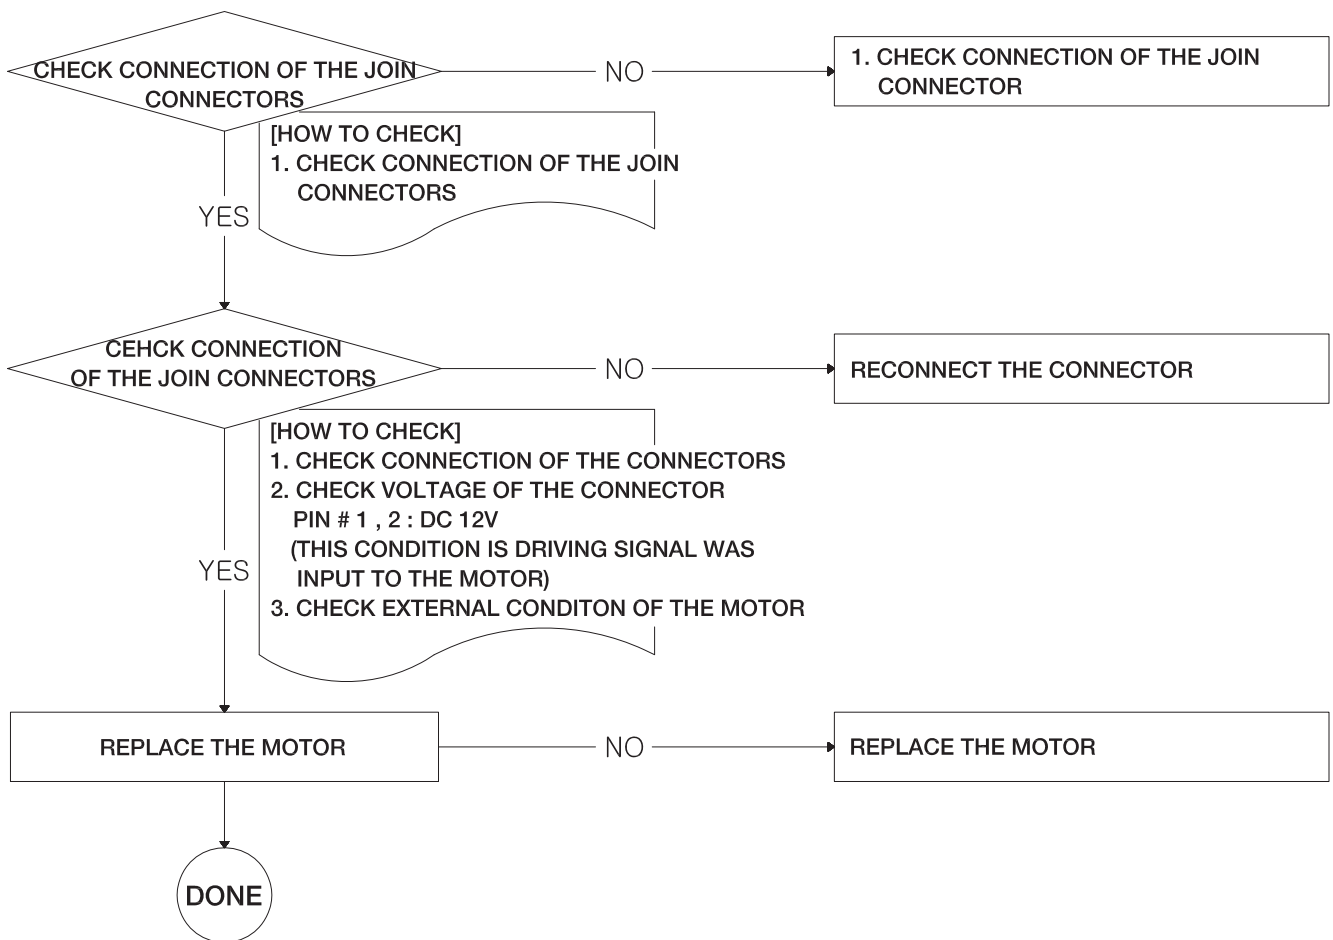 CHECK CONNECTION OF THE JOIN
CONNECTORS
NO
1. CHECK CONNECTION OF THE JOIN
CONNECTOR
[HOW TO CHECK]
1. CHECK CONNECTION OF THE JOIN
CONNECTORS
YES
CEHCK CONNECTION
OF THE JOIN CONNECTORS
NO
RECONNECT THE CONNECTOR
[HOW TO CHECK]
1. CHECK CONNECTION OF THE CONNECTORS
2. CHECK VOLTAGE OF THE CONNECTOR
PIN # 1 , 2 : DC 12V
(THIS CONDITION IS DRIVING SIGNAL WAS
INPUT TO THE MOTOR)
3. CHECK EXTERNAL CONDITON OF THE MOTOR
YES
REPLACE THE MOTOR
NO
REPLACE THE MOTOR
DONE